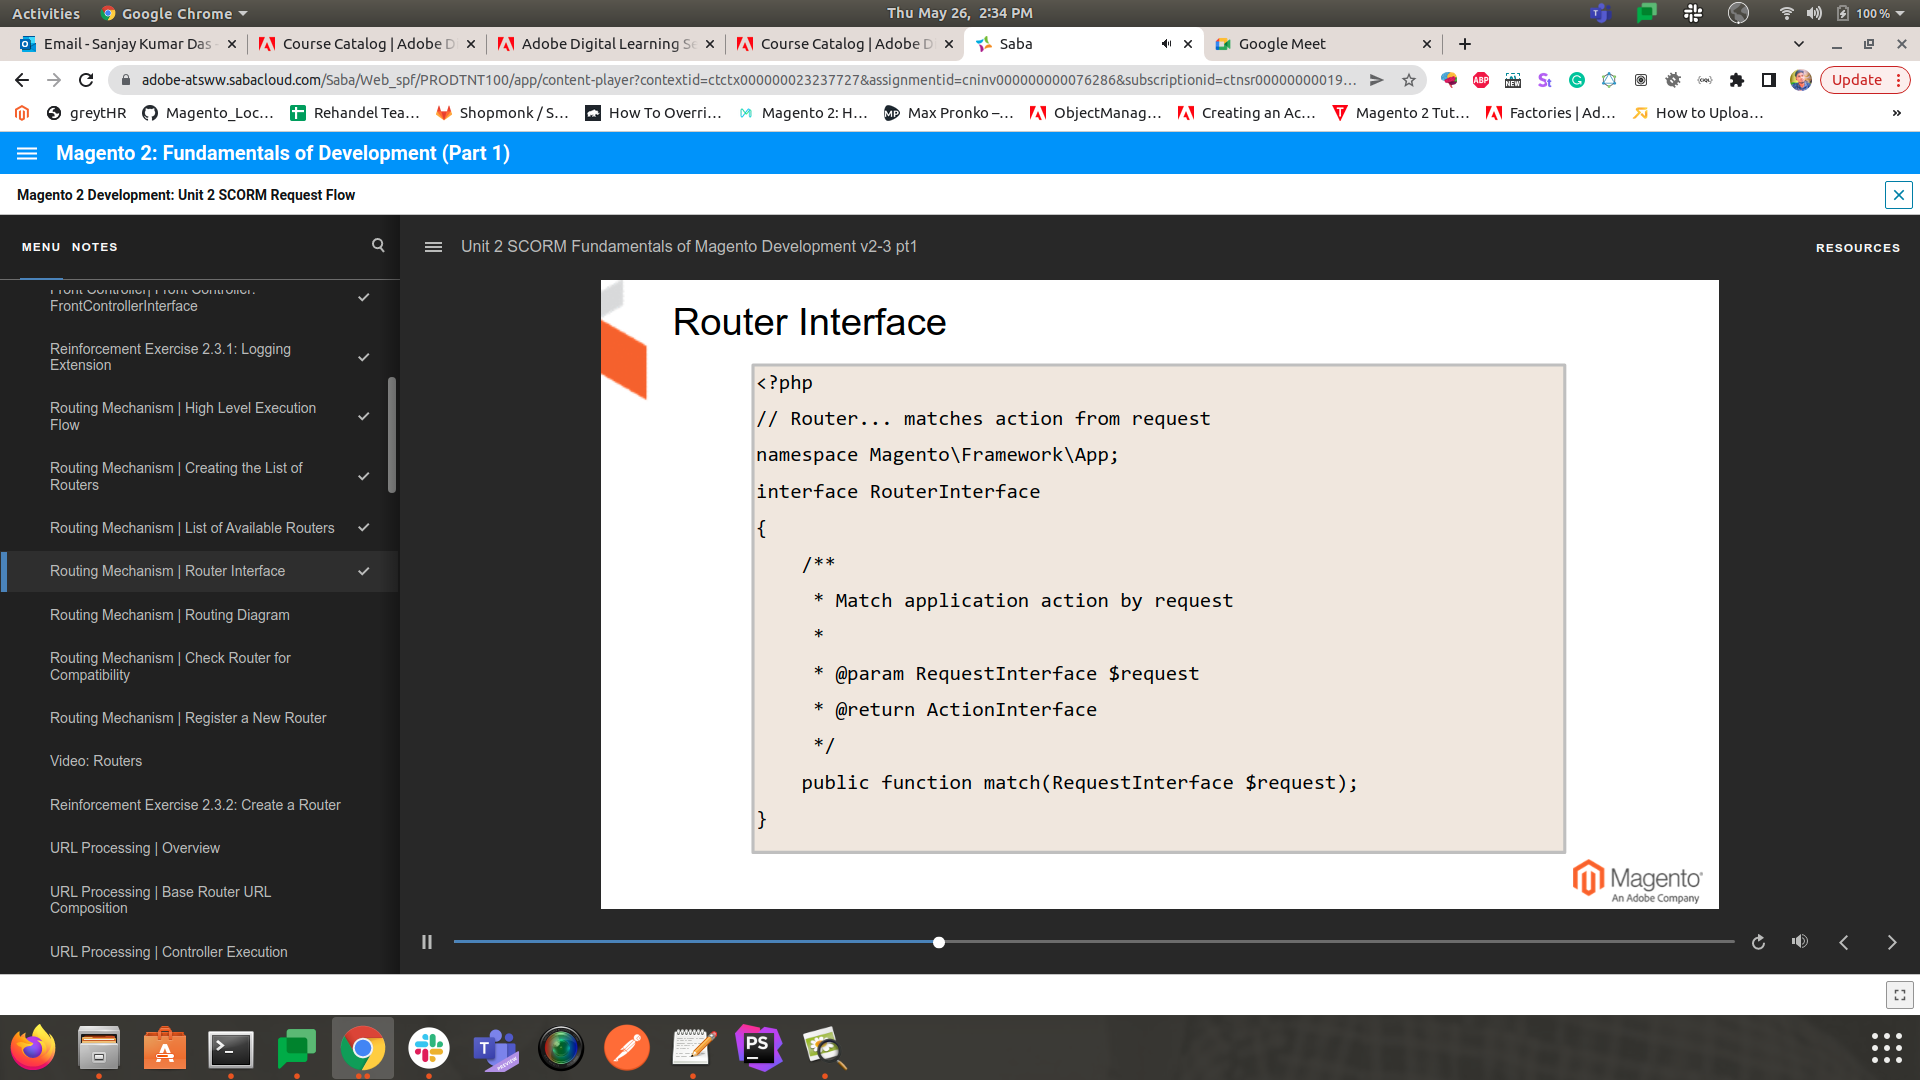 Activities
Google Chrome
Thu May 26, 2:34 PM
100 %
Email - Sanjay Kumar Das -
Course Catalog | Adobe D
Adobe Digital Learning Se
Course Catalog | Adobe D
Saba
Google Meet
adobe-atsww.sabacloud.com/Saba/Web_spf/PRODTNT100/app/content-player?contextid=ctctx000000023237727&assignmentid=cninv000000000076286&subscriptionid=ctnsr00000000019...
ABP
NEW
Update
greytHR
Magento_Loc...
Rehandel Tea...
Shopmonk / S...
How To Overri...
Magento 2: H...
Max Pronko –...
ObjectManag...
Creating an Ac...
Magento 2 Tut...
Factories | Ad...
How to Uploa...
»
Magento 2: Fundamentals of Development (Part 1)
Magento 2 Development: Unit 2 SCORM Request Flow
MENU
NOTES
Unit 2 SCORM Fundamentals of Magento Development v2-3 pt1
RESOURCES
Front Controller| Front Controller:
FrontControllerInterface
Reinforcement Exercise 2.3.1: Logging
Extension
Routing Mechanism | High Level Execution
Flow
Routing Mechanism | Creating the List of
Routers
Routing Mechanism | List of Available Routers
Routing Mechanism | Router Interface
Routing Mechanism | Routing Diagram
Routing Mechanism | Check Router for
Compatibility
Routing Mechanism | Register a New Router
Video: Routers
Reinforcement Exercise 2.3.2: Create a Router
URL Processing | Overview
URL Processing | Base Router URL
Composition
URL Processing | Controller Execution
Router Interface
<?php
// Router... matches action from request
namespace Magento\Framework\App;
interface RouterInterface
{
/**
* Match application action by request
*
* @param RequestInterface $request
* @return ActionInterface
*/
public function match(RequestInterface $request);
}
Magento
An Adobe Company
PS